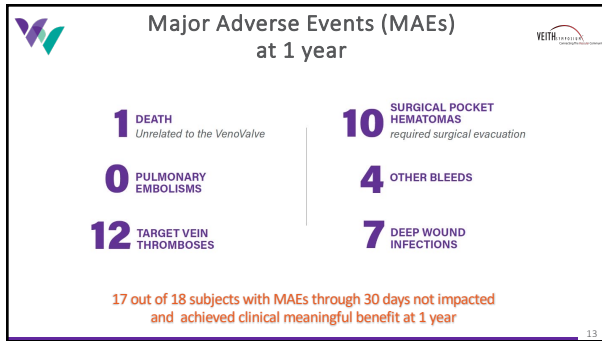 Major Adverse Events (MAEs)
at 1 year
VEITHSYMPOSIUM
1 DEATH
Unrelated to the VenoValve
0 PULMONARY
EMBOLISMS
12 TARGET VEIN
THROMBOSES
10 SURGICAL POCKET
HEMATOMAS
required surgical evacuation
4 OTHER BLEEDS
7 DEEP WOUND
INFECTIONS
17 out of 18 subjects with MAEs through 30 days not impacted
and achieved clinical meaningful benefit at 1 year
13